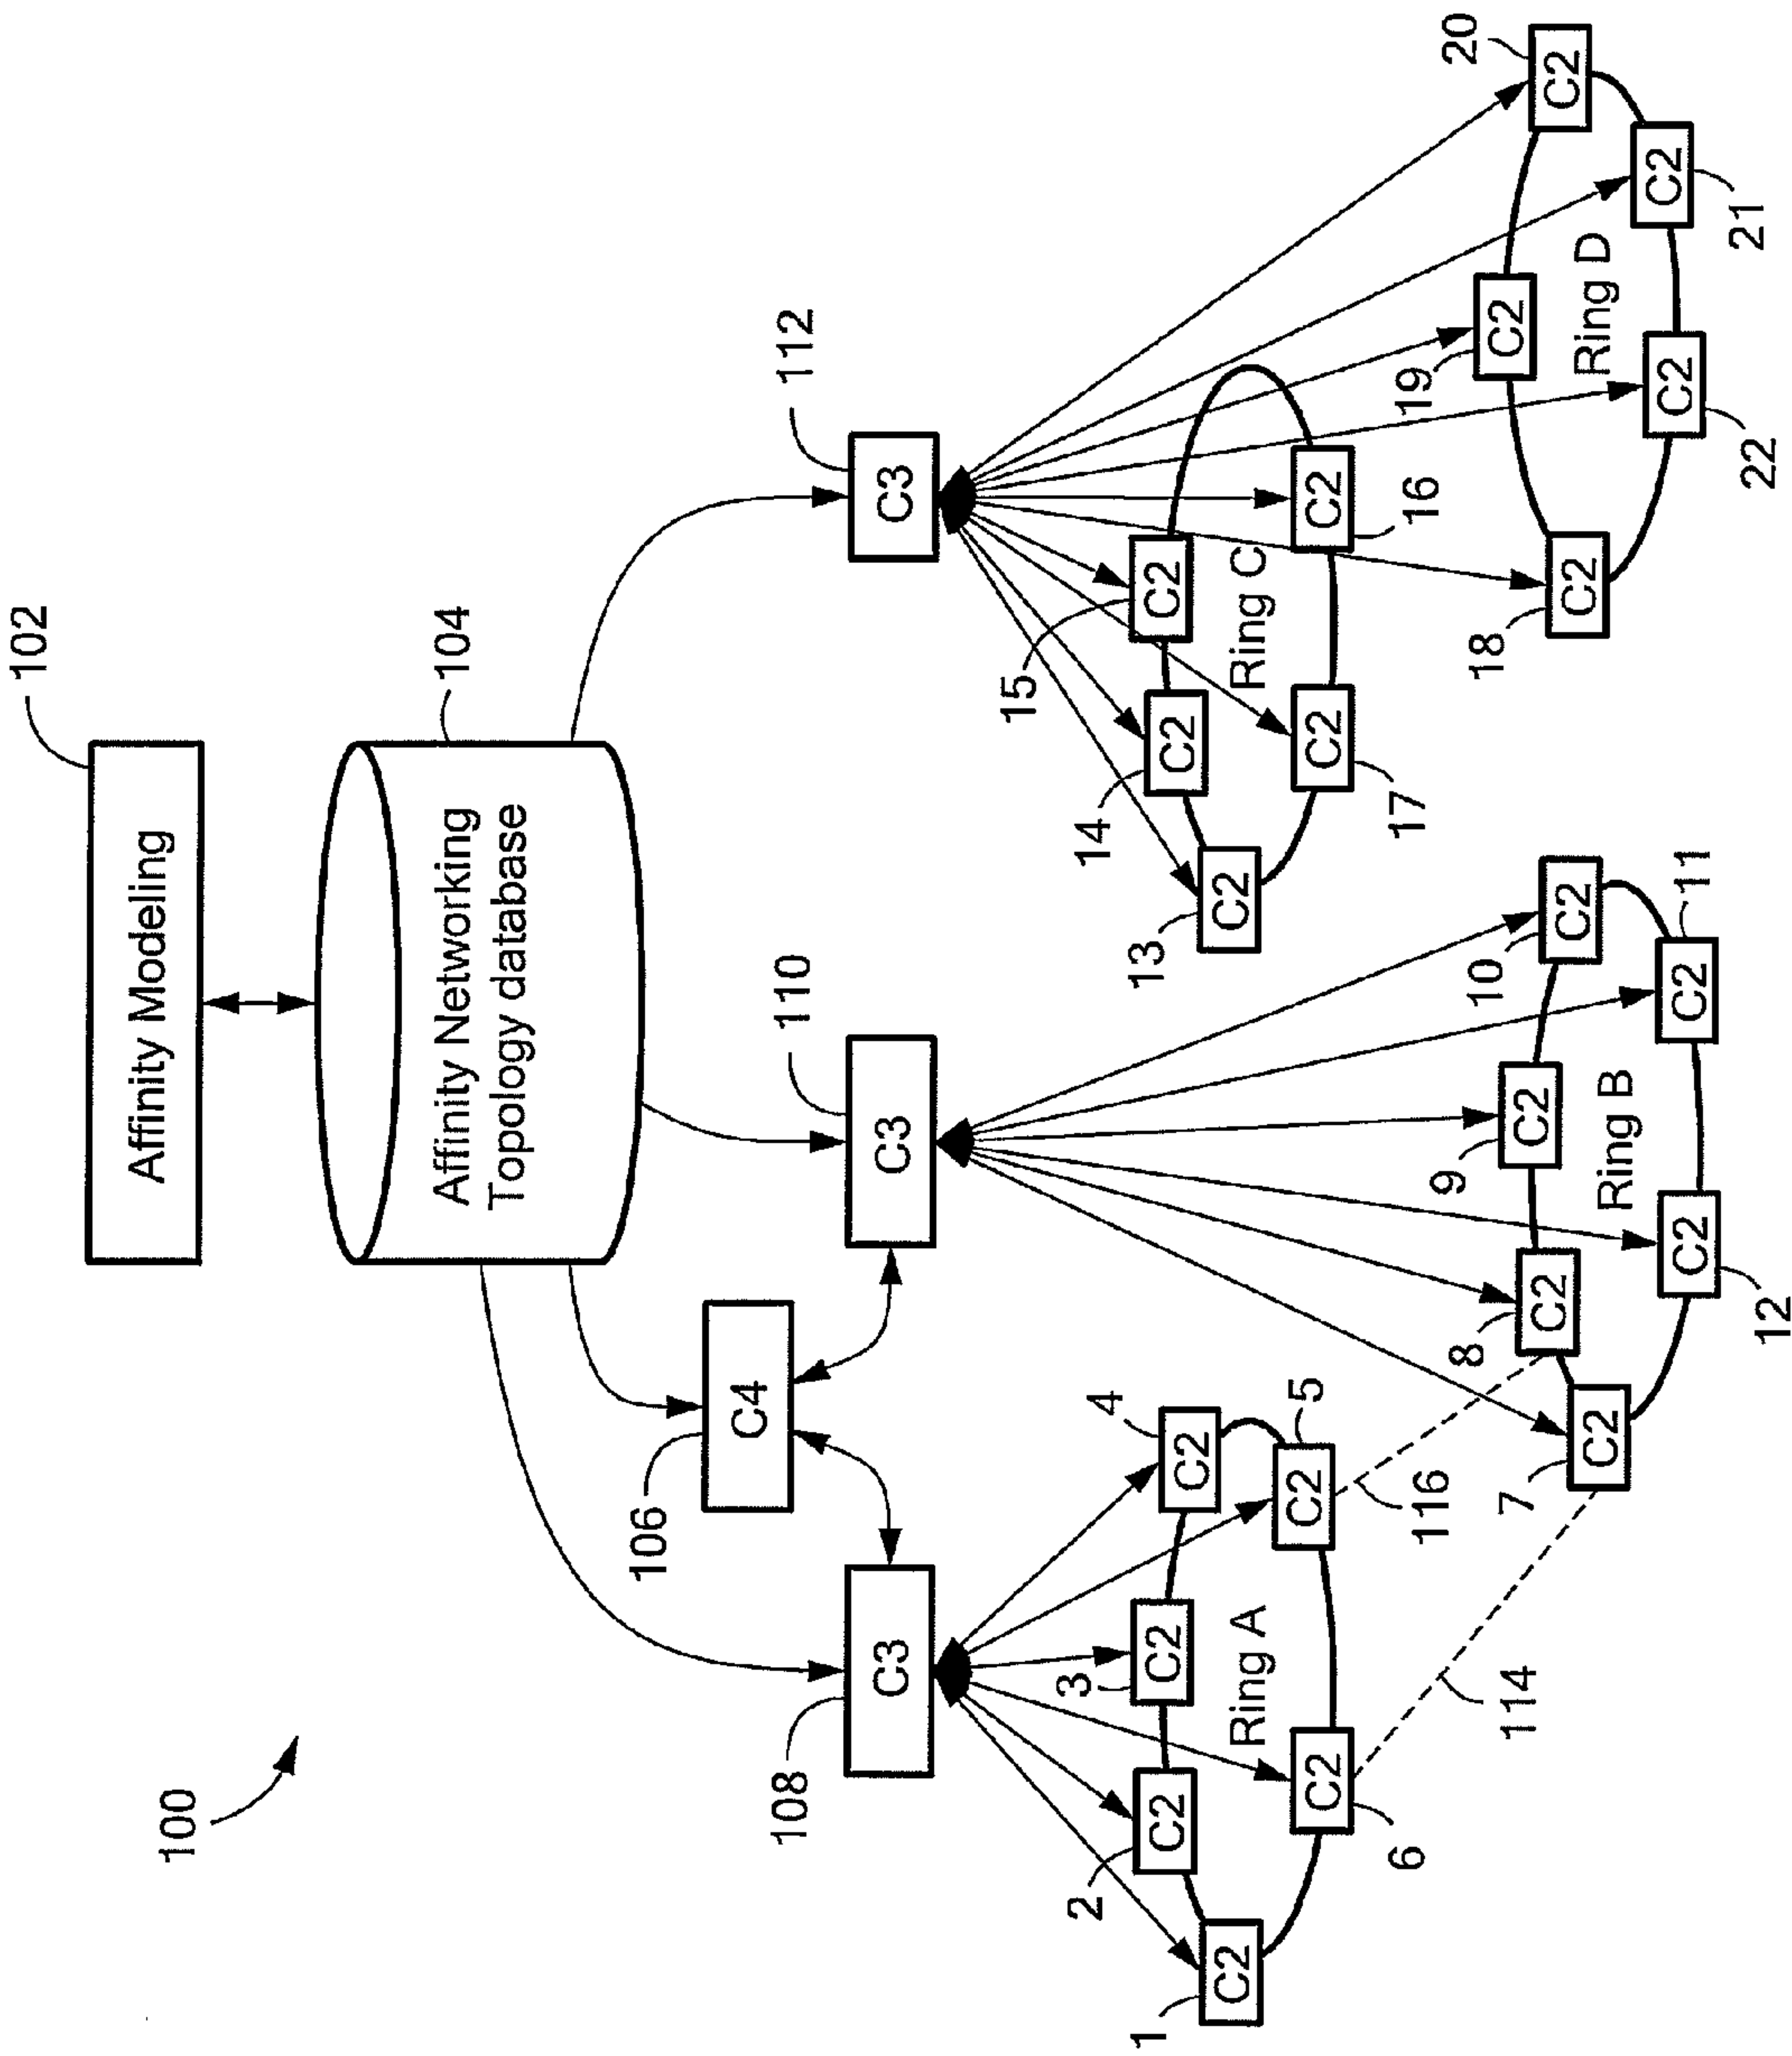 100
102
Affinity Modeling
104
Affinity Networking
Topology database
106
C4
108
C3
110
C3
112
C3
1
C2
2
C2
3
C2
4
C2
5
C2
6
C2
Ring A
116
114
7
C2
8
C2
9
C2
10
C2
11
C2
12
C2
Ring B
13
C2
14
C2
15
C2
16
C2
17
C2
Ring C
18
C2
19
C2
20
C2
21
C2
22
C2
Ring D